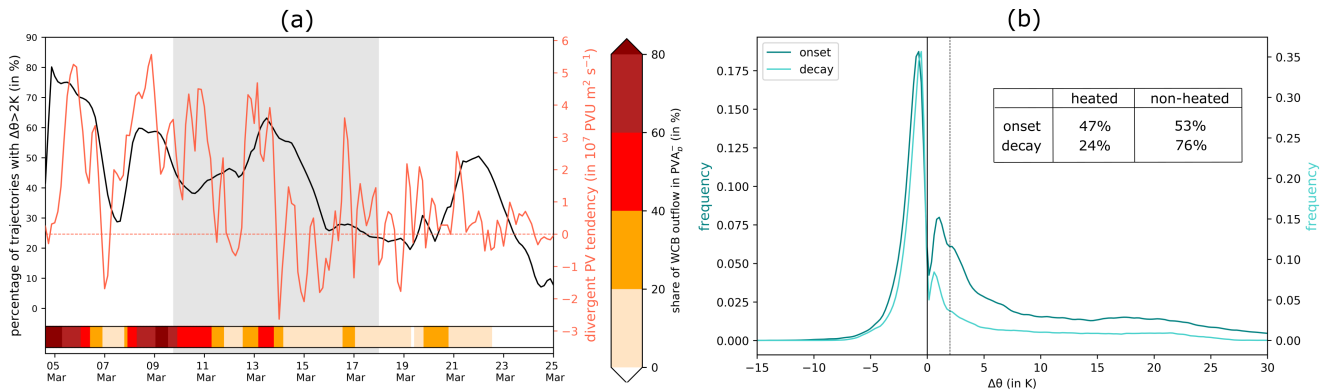 (a)
percentage of trajectories with Δθ>2K (in %)
90
80
70
60
50
40
30
20
10
0
6
5
4
3
2
1
0
−1
−2
−3
divergent PV tendency (in 10⁷ PVU m² s⁻¹)
05 07 09 11 13 15 17 19 21 23 25
Mar Mar Mar Mar Mar Mar Mar Mar Mar Mar Mar
80
60
40
20
0
share of WCB outflow in PVA⁻_D (in %)
(b)
onset
decay
heated non-heated
onset 47% 53%
decay 24% 76%
frequency
0.175
0.150
0.125
0.100
0.075
0.050
0.025
0.000
0.35
0.30
0.25
0.20
0.15
0.10
0.05
0.00
frequency
−15 −10 −5 0 5 10 15 20 25 30
Δθ (in K)